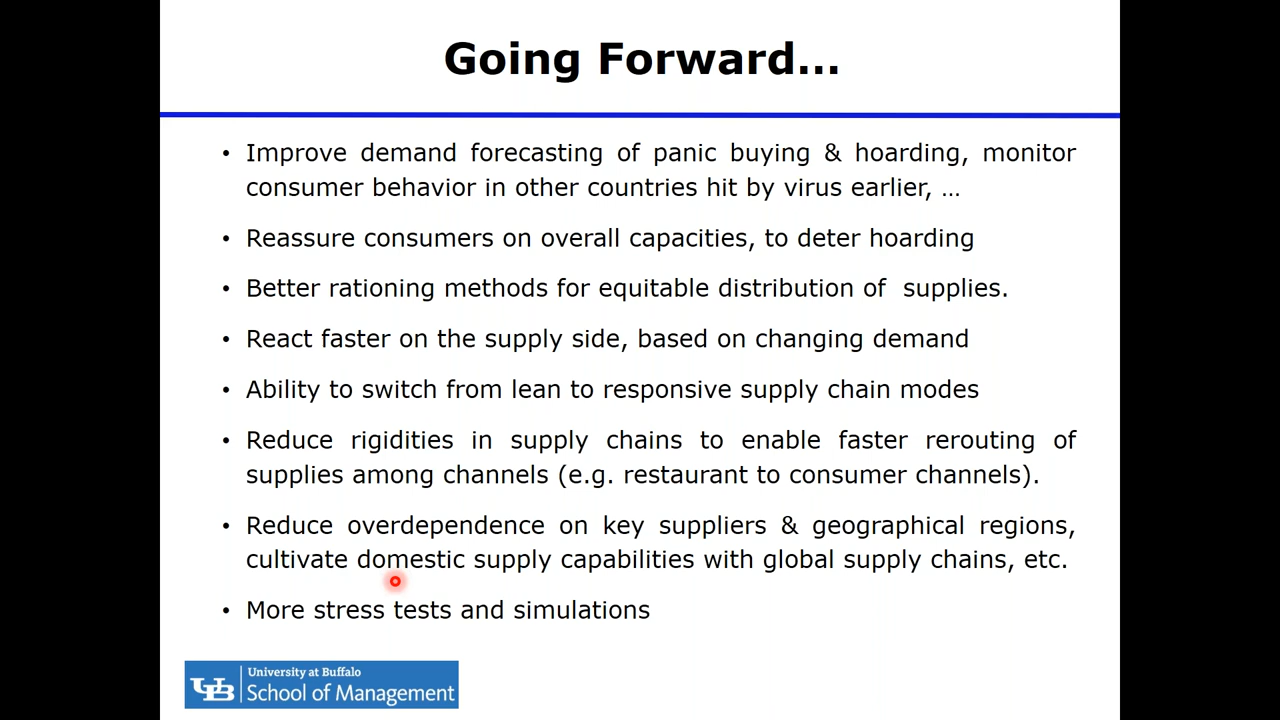 Going Forward...
• Improve demand forecasting of panic buying & hoarding, monitor
consumer behavior in other countries hit by virus earlier, ...
• Reassure consumers on overall capacities, to deter hoarding
• Better rationing methods for equitable distribution of  supplies.
• React faster on the supply side, based on changing demand
• Ability to switch from lean to responsive supply chain modes
• Reduce rigidities in supply chains to enable faster rerouting of
supplies among channels (e.g. restaurant to consumer channels).
• Reduce overdependence on key suppliers & geographical regions,
cultivate domestic supply capabilities with global supply chains, etc.
• More stress tests and simulations
UB
University at Buffalo
School of Management